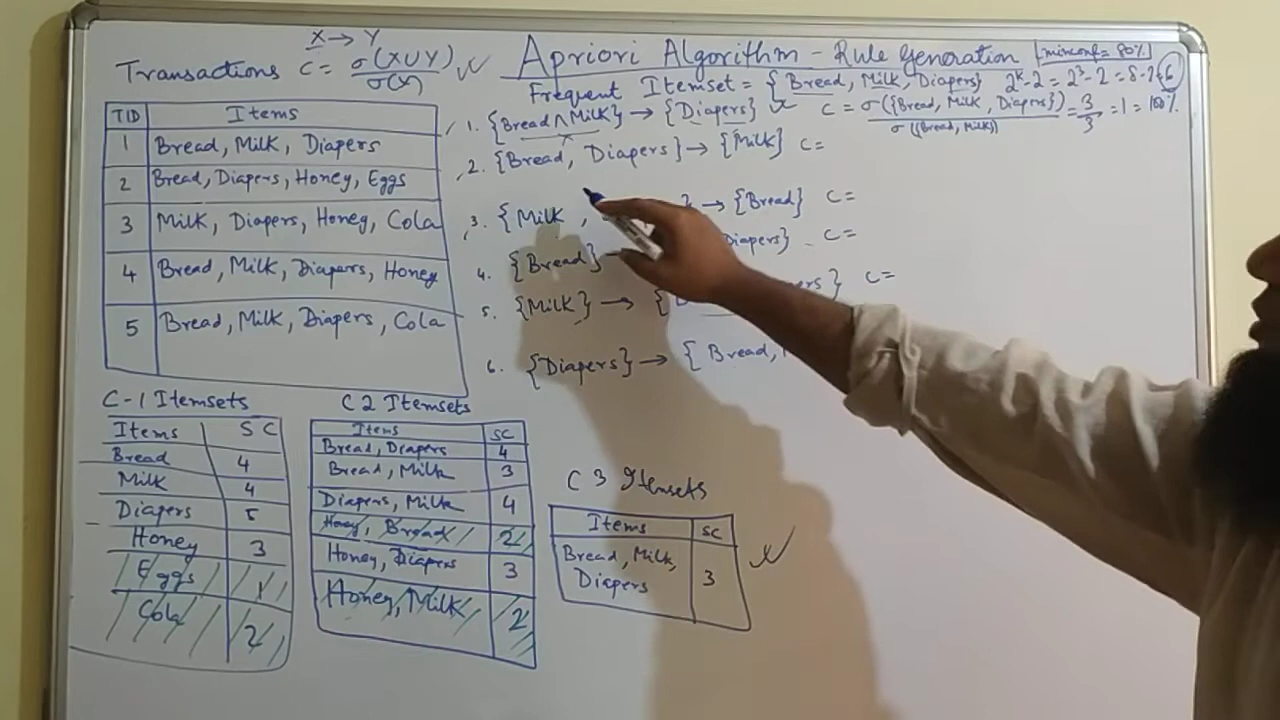 X → Y
Transactions C = σ(X∪Y) / σ(X)
Apriori Algorithm - Rule Generation minconf = 80%
Frequent Itemset = { Bread, Milk, Diapers} 2^k-2 = 2^3-2 = 8-2 = 6
TID Items
1 Bread, Milk, Diapers
2 Bread, Diapers, Honey, Eggs
3 Milk, Diapers, Honey, Cola
4 Bread, Milk, Diapers, Honey
5 Bread, Milk, Diapers, Cola
1. {Bread ∧ Milk} → {Diapers} C = σ({Bread, Milk, Diapers}) / σ({Bread, Milk}) = 3/3 = 1 = 100%
2. {Bread, Diapers} → {Milk} C =
3. {Milk , } → {Bread} C =
4. {Bread} Diapers} C =
5. {Milk} → { } C =
6. {Diapers} → { Bread,
C-1 Itemsets
Items SC
Bread 4
Milk 4
Diapers 5
Honey 3
Eggs 1
Cola 2
C2 Itemsets
Items SC
Bread, Diapers 4
Bread, Milk 3
Diapers, Milk 4
Honey, Bread 2
Honey, Diapers 3
Honey, Milk 2
C3 Itemsets
Items SC
Bread, Milk, 3
Diapers